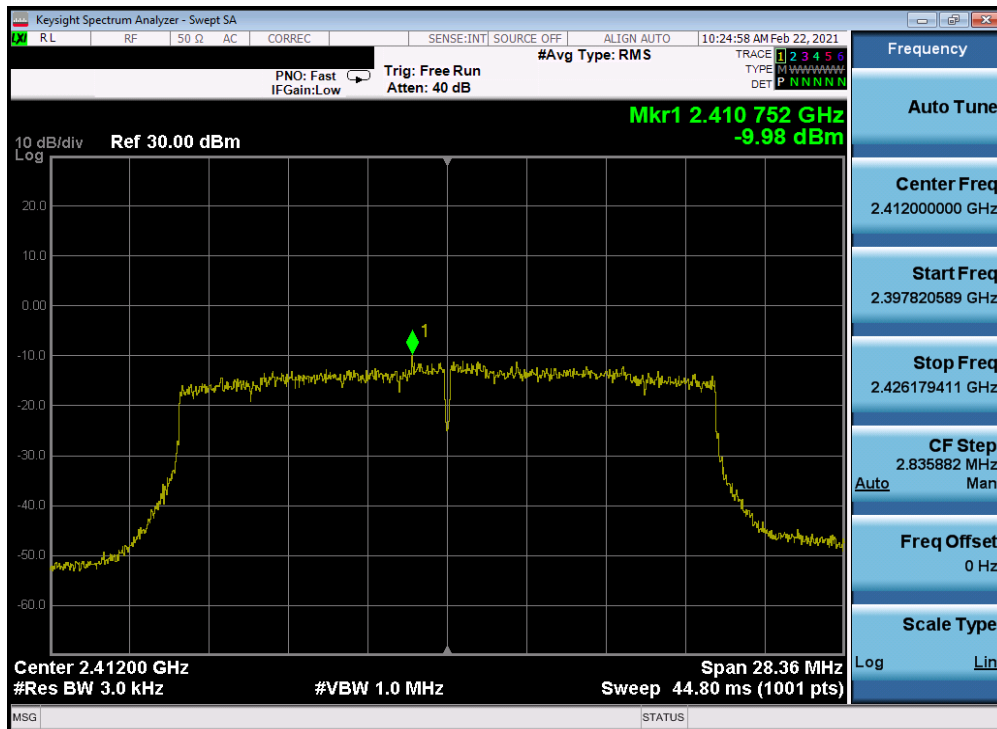 Keysight Spectrum Analyzer - Swept SA
LXI RL RF 50 Ω AC CORREC SENSE:INT SOURCE OFF ALIGN AUTO 10:24:58 AM Feb 22, 2021
#Avg Type: RMS
TRACE 1 2 3 4 5 6
TYPE M WWWWW
DET P N N N N N
PNO: Fast
IFGain:Low
Trig: Free Run
Atten: 40 dB
Mkr1 2.410 752 GHz
-9.98 dBm
10 dB/div
Log
Ref 30.00 dBm
20.0
10.0
0.00
-10.0
-20.0
-30.0
-40.0
-50.0
-60.0
1
Center 2.41200 GHz
Span 28.36 MHz
#Res BW 3.0 kHz
#VBW 1.0 MHz
Sweep 44.80 ms (1001 pts)
MSG
STATUS
Frequency
Auto Tune
Center Freq
2.412000000 GHz
Start Freq
2.397820589 GHz
Stop Freq
2.426179411 GHz
CF Step
2.835882 MHz
Auto Man
Freq Offset
0 Hz
Scale Type
Log Lin